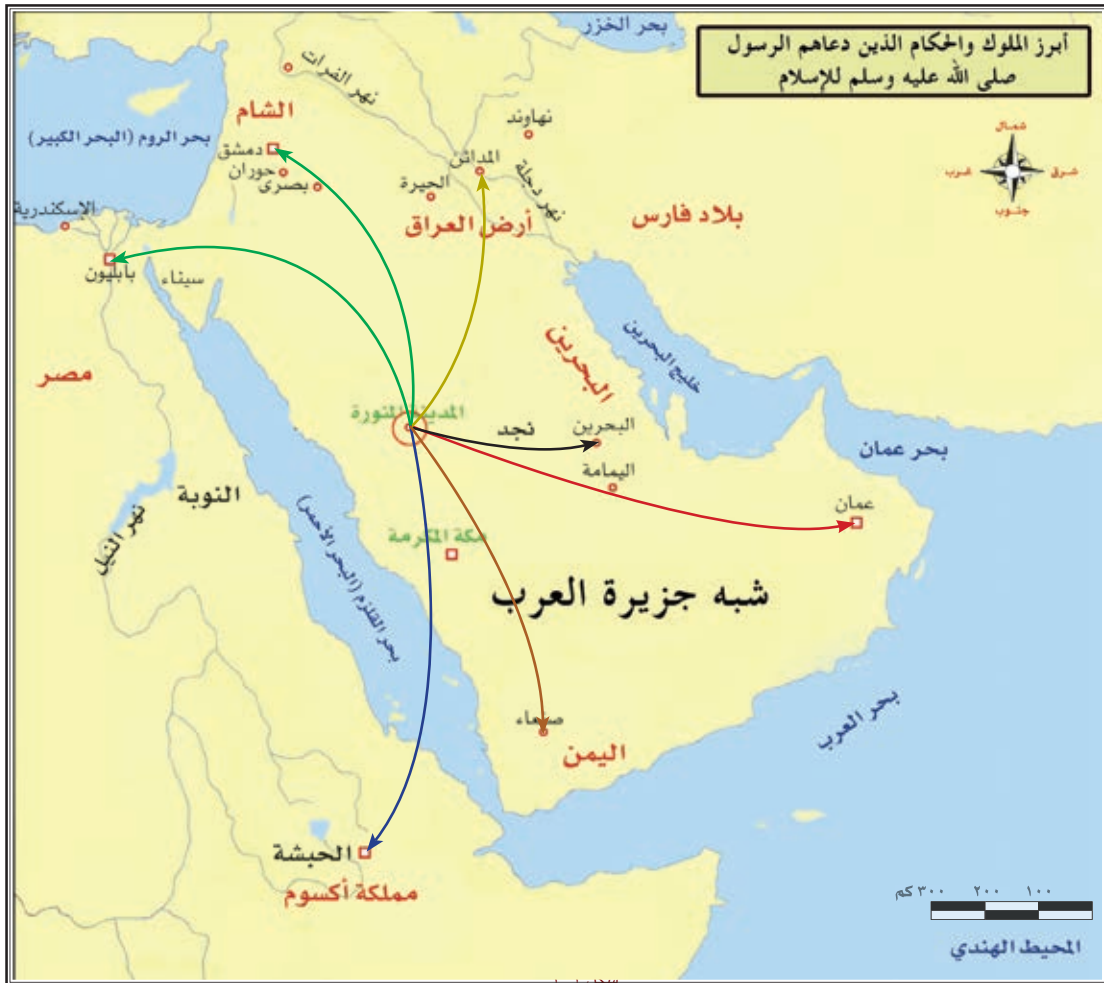 أبرز الملوك والحكام الذين دعاهم الرسول
صلى الله عليه وسلم للإسلام
بحر الخزر
نهر الفرات
الشام
نهاوند
شمال
شرق
غرب
جنوب
بحر الروم (البحر الكبير)
دمشق
حوران
بصرى
المدائن
الحيرة
نهر دجلة
أرض العراق
بلاد فارس
الإسكندرية
بابليون
سيناء
مصر
خليج البحرين
البحرين
المدينة المنورة
نجد
البحرين
اليمامة
بحر عمان
عمان
النوبة
نهر النيل
بحر القلزم (البحر الأحمر)
مكة المكرمة
شبه جزيرة العرب
صنعاء
اليمن
بحر العرب
الحبشة
مملكة أكسوم
١٠٠ ٢٠٠ ٣٠٠ كم
المحيط الهندي